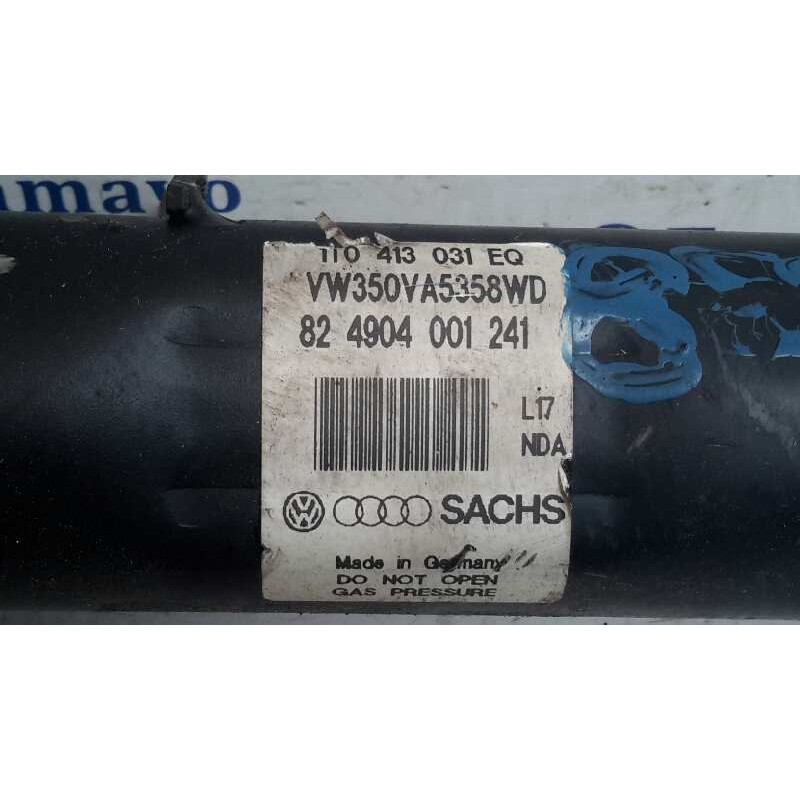 1T0 413 031 EQ
VW350VA5358WD
82 4904 001 241
L17
NDA
SACHS
Made in Germany
DO NOT OPEN
GAS PRESSURE